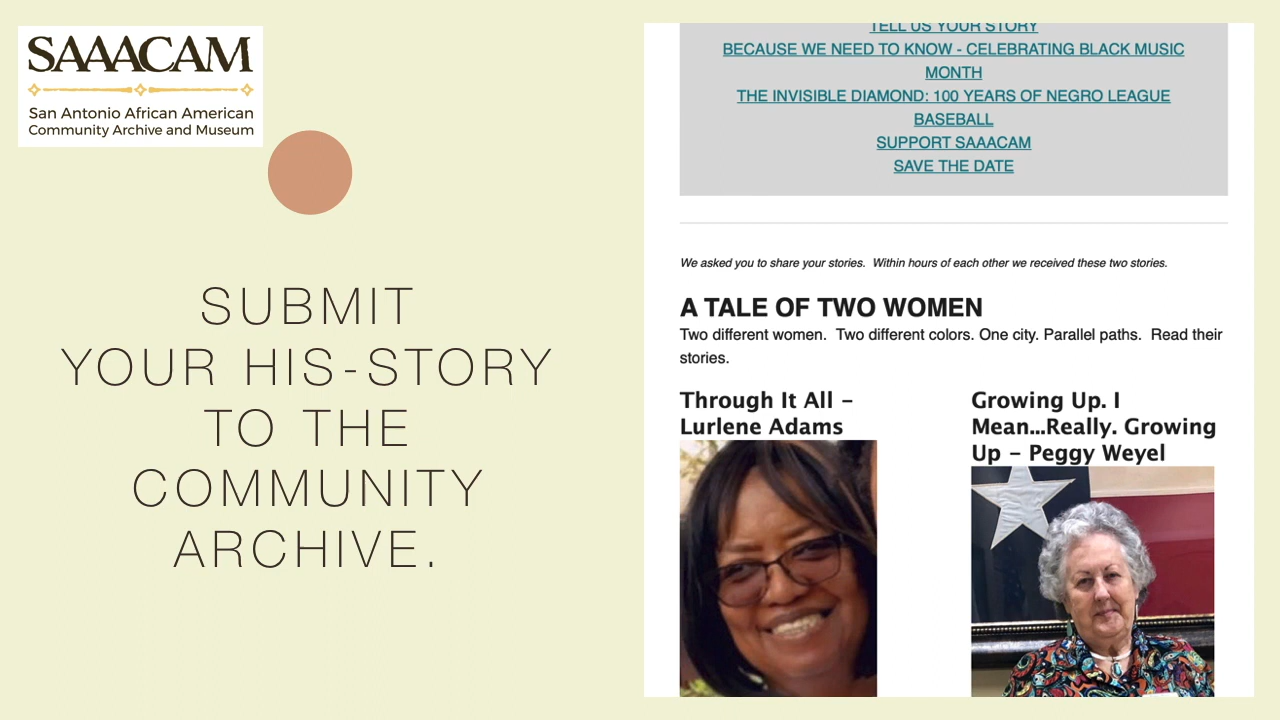 SAAACAM
San Antonio African American
Community Archive and Museum
SUBMIT
YOUR HIS-STORY
TO THE
COMMUNITY
ARCHIVE.
TELL US YOUR STORY
BECAUSE WE NEED TO KNOW - CELEBRATING BLACK MUSIC
MONTH
THE INVISIBLE DIAMOND: 100 YEARS OF NEGRO LEAGUE
BASEBALL
SUPPORT SAAACAM
SAVE THE DATE
We asked you to share your stories.  Within hours of each other we received these two stories.
A TALE OF TWO WOMEN
Two different women.  Two different colors. One city. Parallel paths.  Read their
stories.
Through It All –
Lurlene Adams
Growing Up. I
Mean...Really. Growing
Up – Peggy Weyel